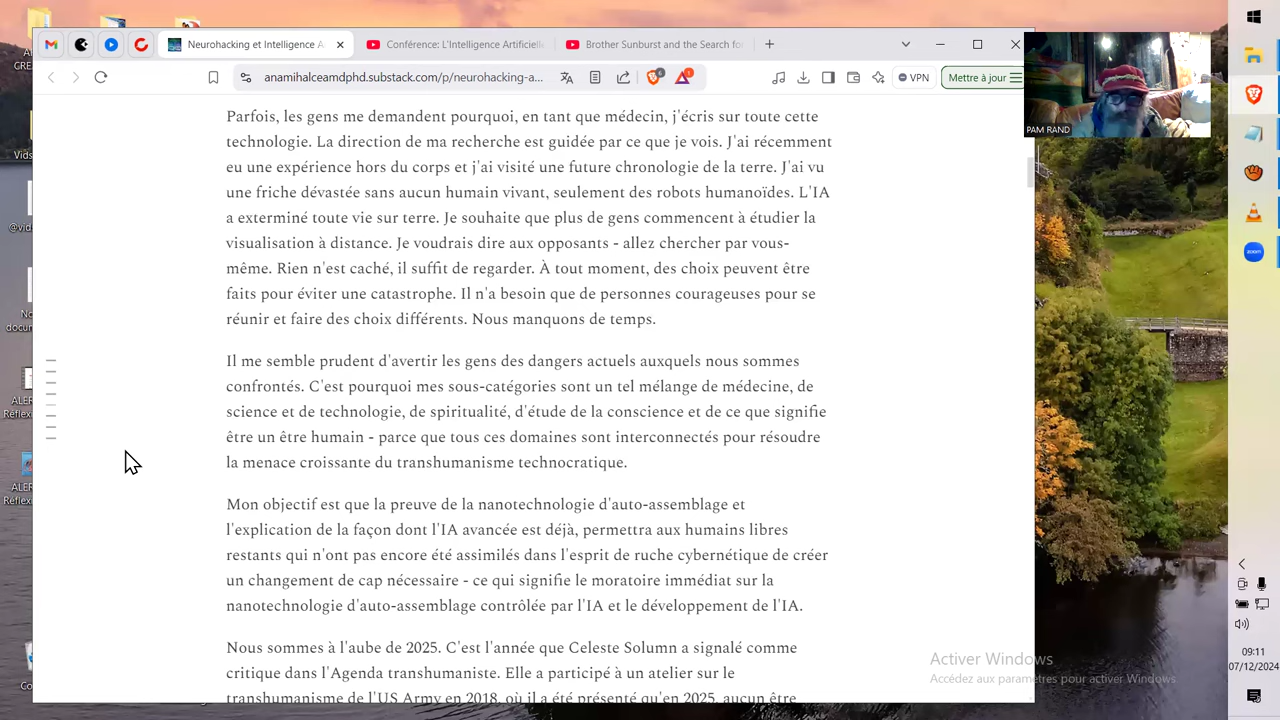 Neurohacking et Intelligence A
Conférence: L'Intelligence Artificielle
Brother Sunburst and the Search fo
anamihalceamdphd.substack.com/p/neurohacking-a...
6
1
VPN
Mettre à jour
PAM RAND
Parfois, les gens me demandent pourquoi, en tant que médecin, j'écris sur toute cette
technologie. La direction de ma recherche est guidée par ce que je vois. J'ai récemment
eu une expérience hors du corps et j'ai visité une future chronologie de la terre. J'ai vu
une friche dévastée sans aucun humain vivant, seulement des robots humanoïdes. L'IA
a exterminé toute vie sur terre. Je souhaite que plus de gens commencent à étudier la
visualisation à distance. Je voudrais dire aux opposants - allez chercher par vous-
même. Rien n'est caché, il suffit de regarder. À tout moment, des choix peuvent être
faits pour éviter une catastrophe. Il n'a besoin que de personnes courageuses pour se
réunir et faire des choix différents. Nous manquons de temps.
Il me semble prudent d'avertir les gens des dangers actuels auxquels nous sommes
confrontés. C'est pourquoi mes sous-catégories sont un tel mélange de médecine, de
science et de technologie, de spiritualité, d'étude de la conscience et de ce que signifie
être un être humain - parce que tous ces domaines sont interconnectés pour résoudre
la menace croissante du transhumanisme technocratique.
Mon objectif est que la preuve de la nanotechnologie d'auto-assemblage et
l'explication de la façon dont l'IA avancée est déjà, permettra aux humains libres
restants qui n'ont pas encore été assimilés dans l'esprit de ruche cybernétique de créer
un changement de cap nécessaire - ce qui signifie le moratoire immédiat sur la
nanotechnologie d'auto-assemblage contrôlée par l'IA et le développement de l'IA.
Nous sommes à l'aube de 2025. C'est l'année que Celeste Solumn a signalé comme
critique dans l'Agenda transhumaniste. Elle a participé à un atelier sur le
2018, où il a été présenté qu'en 2025, aucun être
Activer Windows
Accédez aux paramètres pour activer Windows
zoom
09:11
07/12/2024